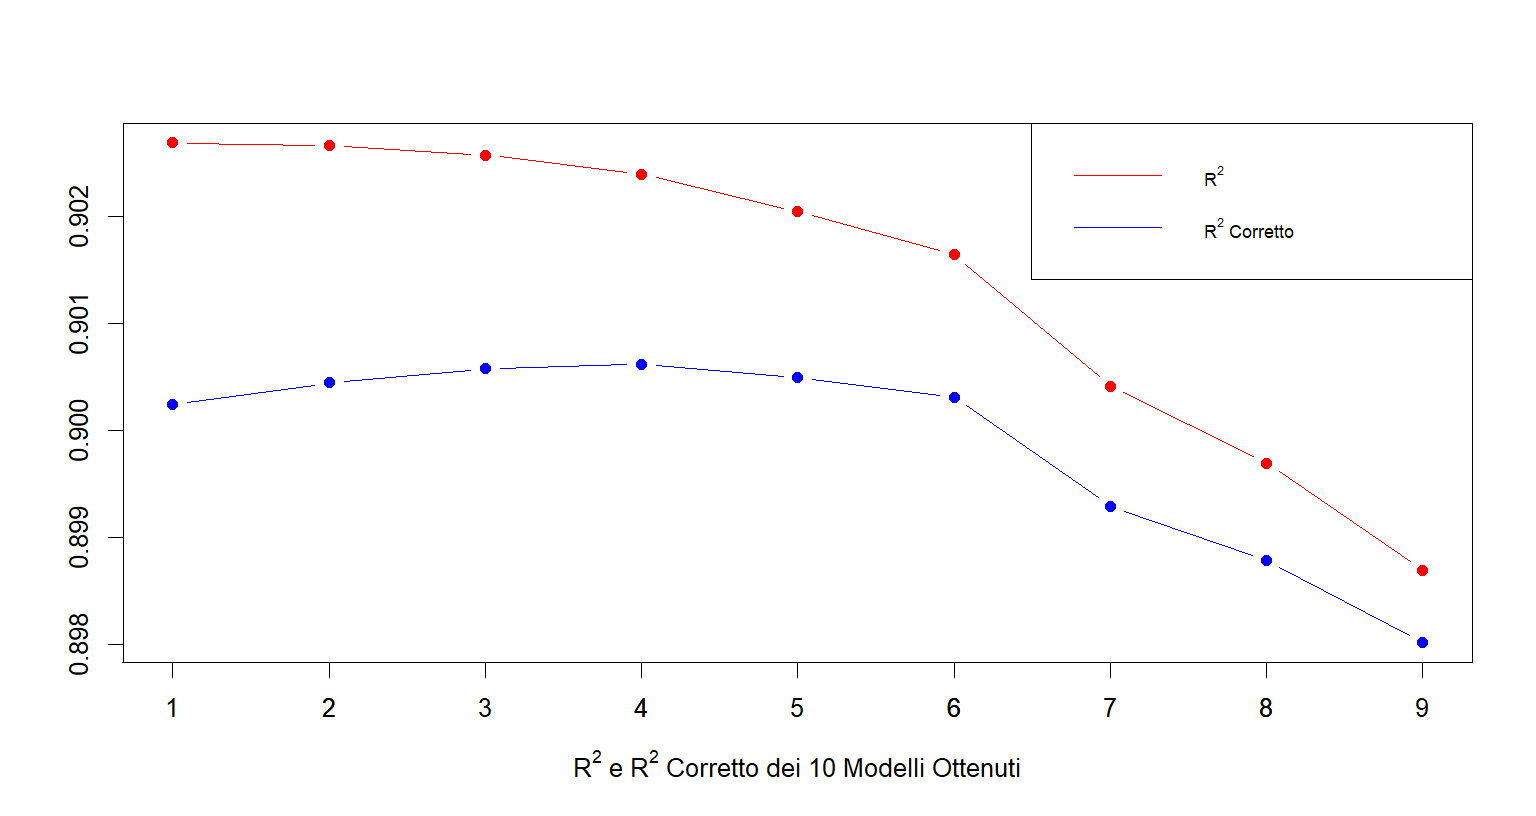 0.902
0.901
0.900
0.899
0.898
R²
R² Corretto
1 2 3 4 5 6 7 8 9
R² e R² Corretto dei 10 Modelli Ottenuti